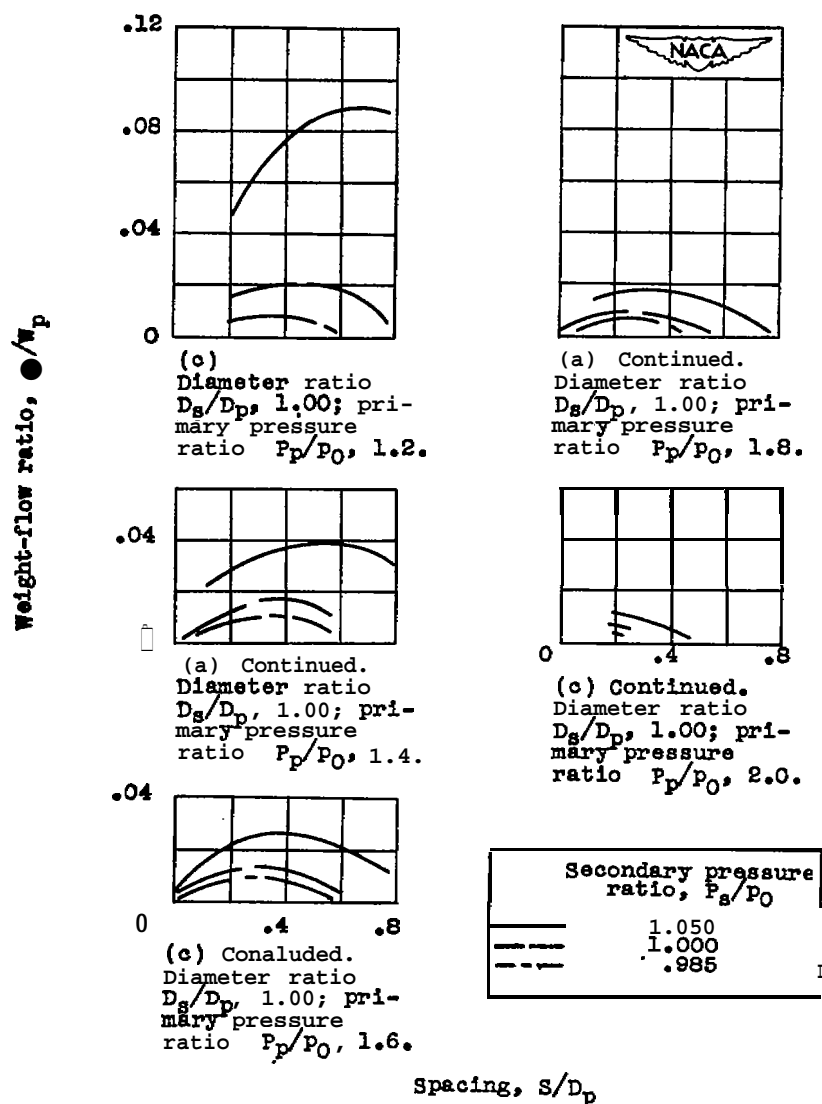 .12
.08
.04
0
(c)
Diameter ratio
Ds/Dp, 1.00; pri-
mary pressure
ratio Pp/p0, 1.2.
NACA
(a) Continued.
Diameter ratio
Ds/Dp, 1.00; pri-
mary pressure
ratio Pp/p0, 1.8.
Weight-flow ratio, /Wp
.04
(a) Continued.
Diameter ratio
Ds/Dp, 1.00; pri-
mary pressure
ratio Pp/p0, 1.4.
0 .4 .8
(c) Continued.
Diameter ratio
Ds/Dp, 1.00; pri-
mary pressure
ratio Pp/p0, 2.0.
.04
0 .4 .8
(c) Conaluded.
Diameter ratio
Ds/Dp, 1.00; pri-
mary pressure
ratio Pp/p0, 1.6.
Secondary pressure
ratio, Ps/p0
1.050
1.000
.985
Spacing, S/Dp